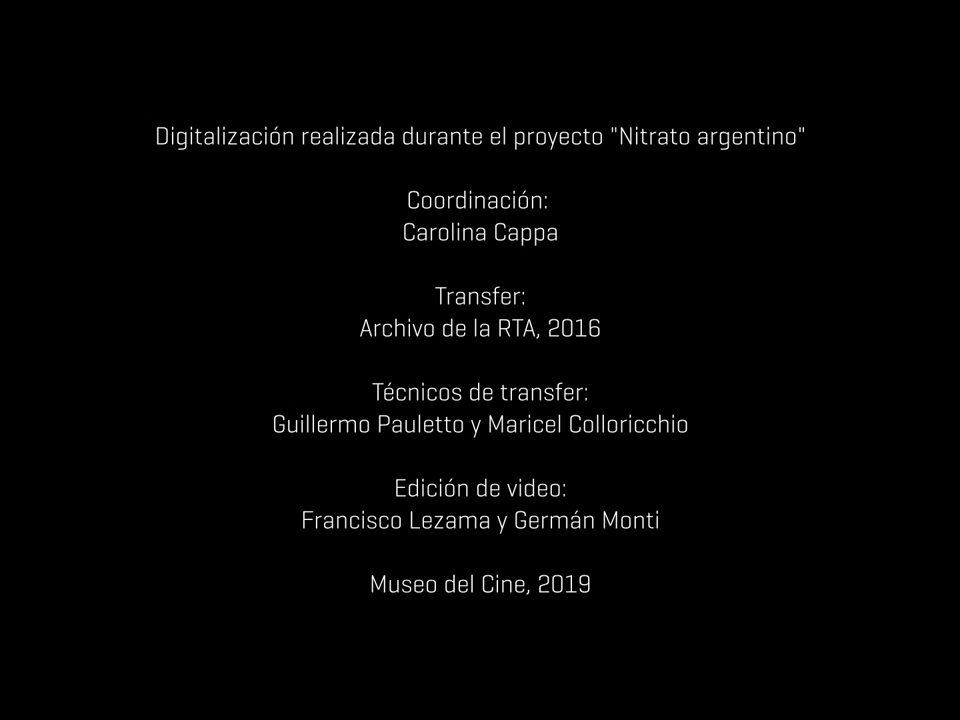 Digitalización realizada durante el proyecto "Nitrato argentino"
Coordinación:
Carolina Cappa
Transfer:
Archivo de la RTA, 2016
Técnicos de transfer:
Guillermo Pauletto y Maricel Colloricchio
Edición de video:
Francisco Lezama y Germán Monti
Museo del Cine, 2019